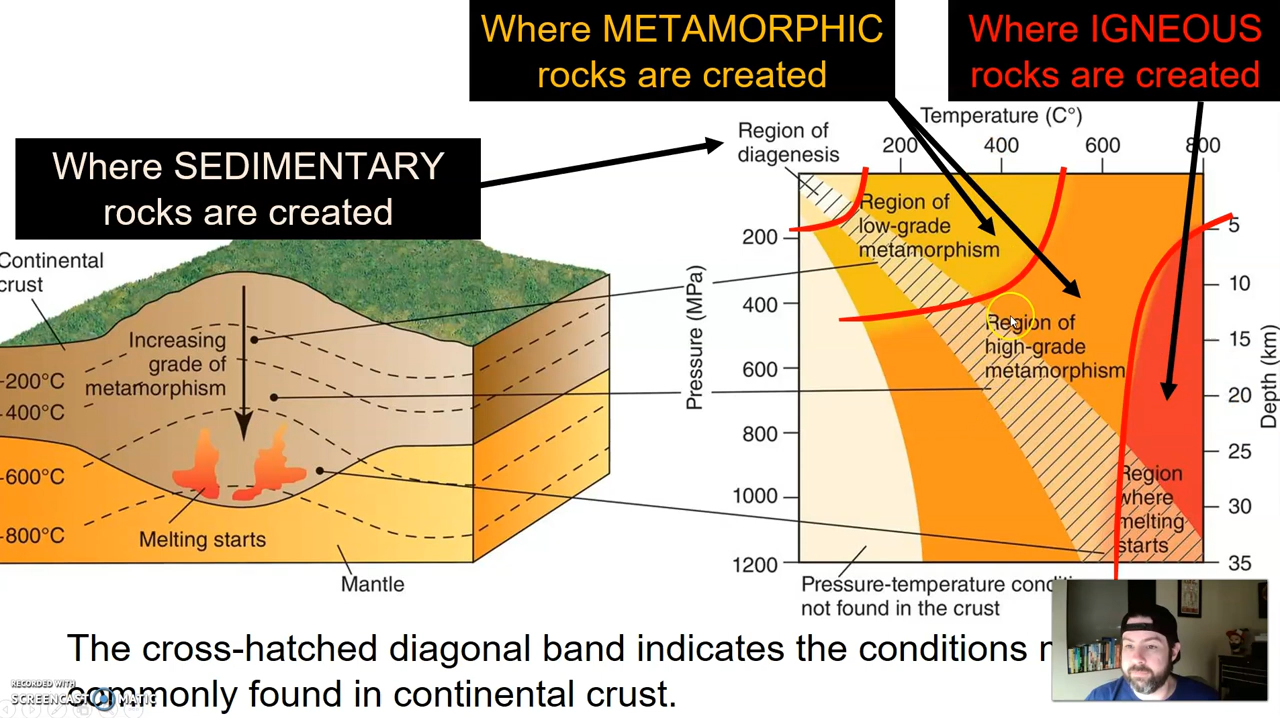 Where METAMORPHIC
rocks are created
Where IGNEOUS
rocks are created
Where SEDIMENTARY
rocks are created
Continental
crust
Increasing
grade of
metamorphism
200°C
400°C
600°C
800°C
Melting starts
Mantle
Temperature (C°)
200 400 600 800
Region of
diagenesis
Region of
low-grade
metamorphism
Region of
high-grade
metamorphism
Region
where
melting
starts
Pressure (MPa)
200
400
600
800
1000
1200
Depth (km)
5
10
15
20
25
30
35
Pressure-temperature
not found in the crust
The cross-hatched diagonal band indicates the conditions
commonly found in continental crust.
RECORDED WITH
SCREENCAST MATIC